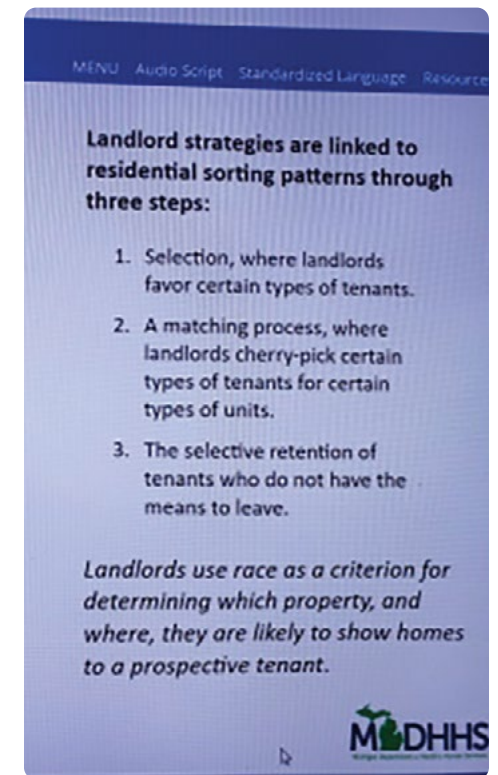 MENU Audio Script Standardized Language Resource
Landlord strategies are linked to
residential sorting patterns through
three steps:
1. Selection, where landlords
favor certain types of tenants.
2. A matching process, where
landlords cherry-pick certain
types of tenants for certain
types of units.
3. The selective retention of
tenants who do not have the
means to leave.
Landlords use race as a criterion for
determining which property, and
where, they are likely to show homes
to a prospective tenant.
MDHHS